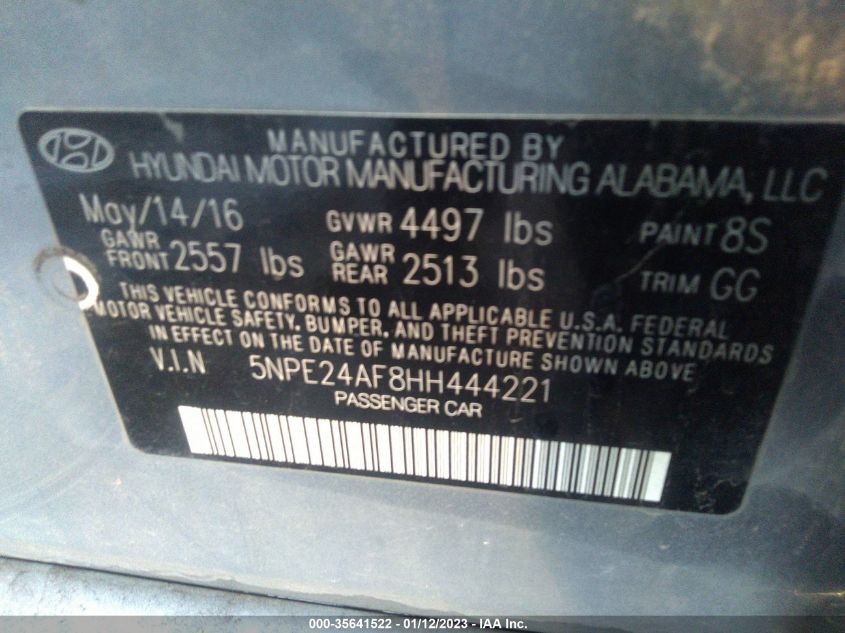 MANUFACTURED BY
HYUNDAI MOTOR MANUFACTURING ALABAMA, LLC
May/14/16 GVWR 4497 lbs PAINT 8S
GAWR FRONT 2557 lbs GAWR REAR 2513 lbs TRIM GG
THIS VEHICLE CONFORMS TO ALL APPLICABLE U.S.A. FEDERAL
MOTOR VEHICLE SAFETY, BUMPER, AND THEFT PREVENTION STANDARDS
IN EFFECT ON THE DATE OF MANUFACTURE SHOWN ABOVE
V.I.N 5NPE24AF8HH444221
PASSENGER CAR
000-35641522 - 01/12/2023 - IAA Inc.